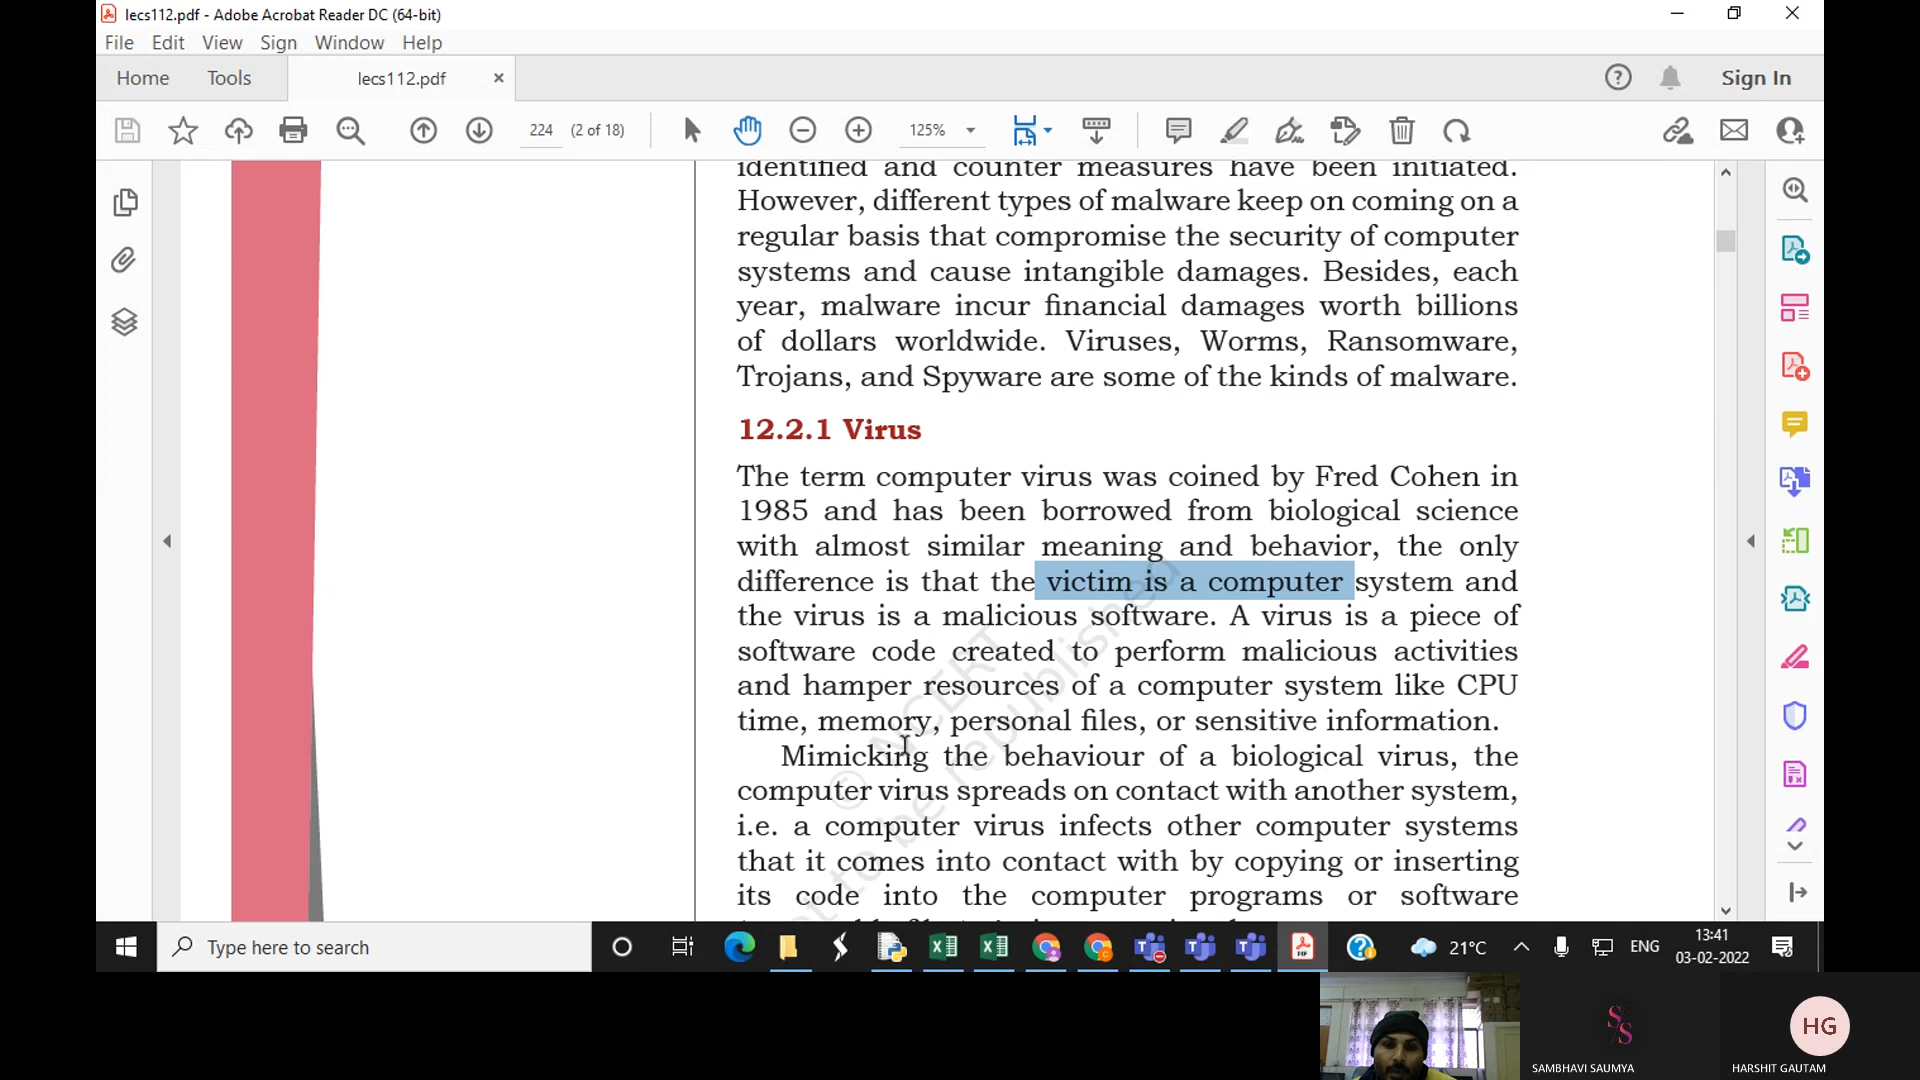 lecs112.pdf - Adobe Acrobat Reader DC (64-bit)
File Edit View Sign Window Help
Home Tools lecs112.pdf × Sign In
224 (2 of 18) 125%
identified and counter measures have been initiated.
However, different types of malware keep on coming on a
regular basis that compromise the security of computer
systems and cause intangible damages. Besides, each
year, malware incur financial damages worth billions
of dollars worldwide. Viruses, Worms, Ransomware,
Trojans, and Spyware are some of the kinds of malware.
12.2.1 Virus
The term computer virus was coined by Fred Cohen in
1985 and has been borrowed from biological science
with almost similar meaning and behavior, the only
difference is that the victim is a computer system and
the virus is a malicious software. A virus is a piece of
software code created to perform malicious activities
and hamper resources of a computer system like CPU
time, memory, personal files, or sensitive information.
Mimicking the behaviour of a biological virus, the
computer virus spreads on contact with another system,
i.e. a computer virus infects other computer systems
that it comes into contact with by copying or inserting
its code into the computer programs or software
© NCERT
not to be republished
Type here to search
21°C ENG
13:41
03-02-2022
SAMBHAVI SAUMYA
HG
HARSHIT GAUTAM